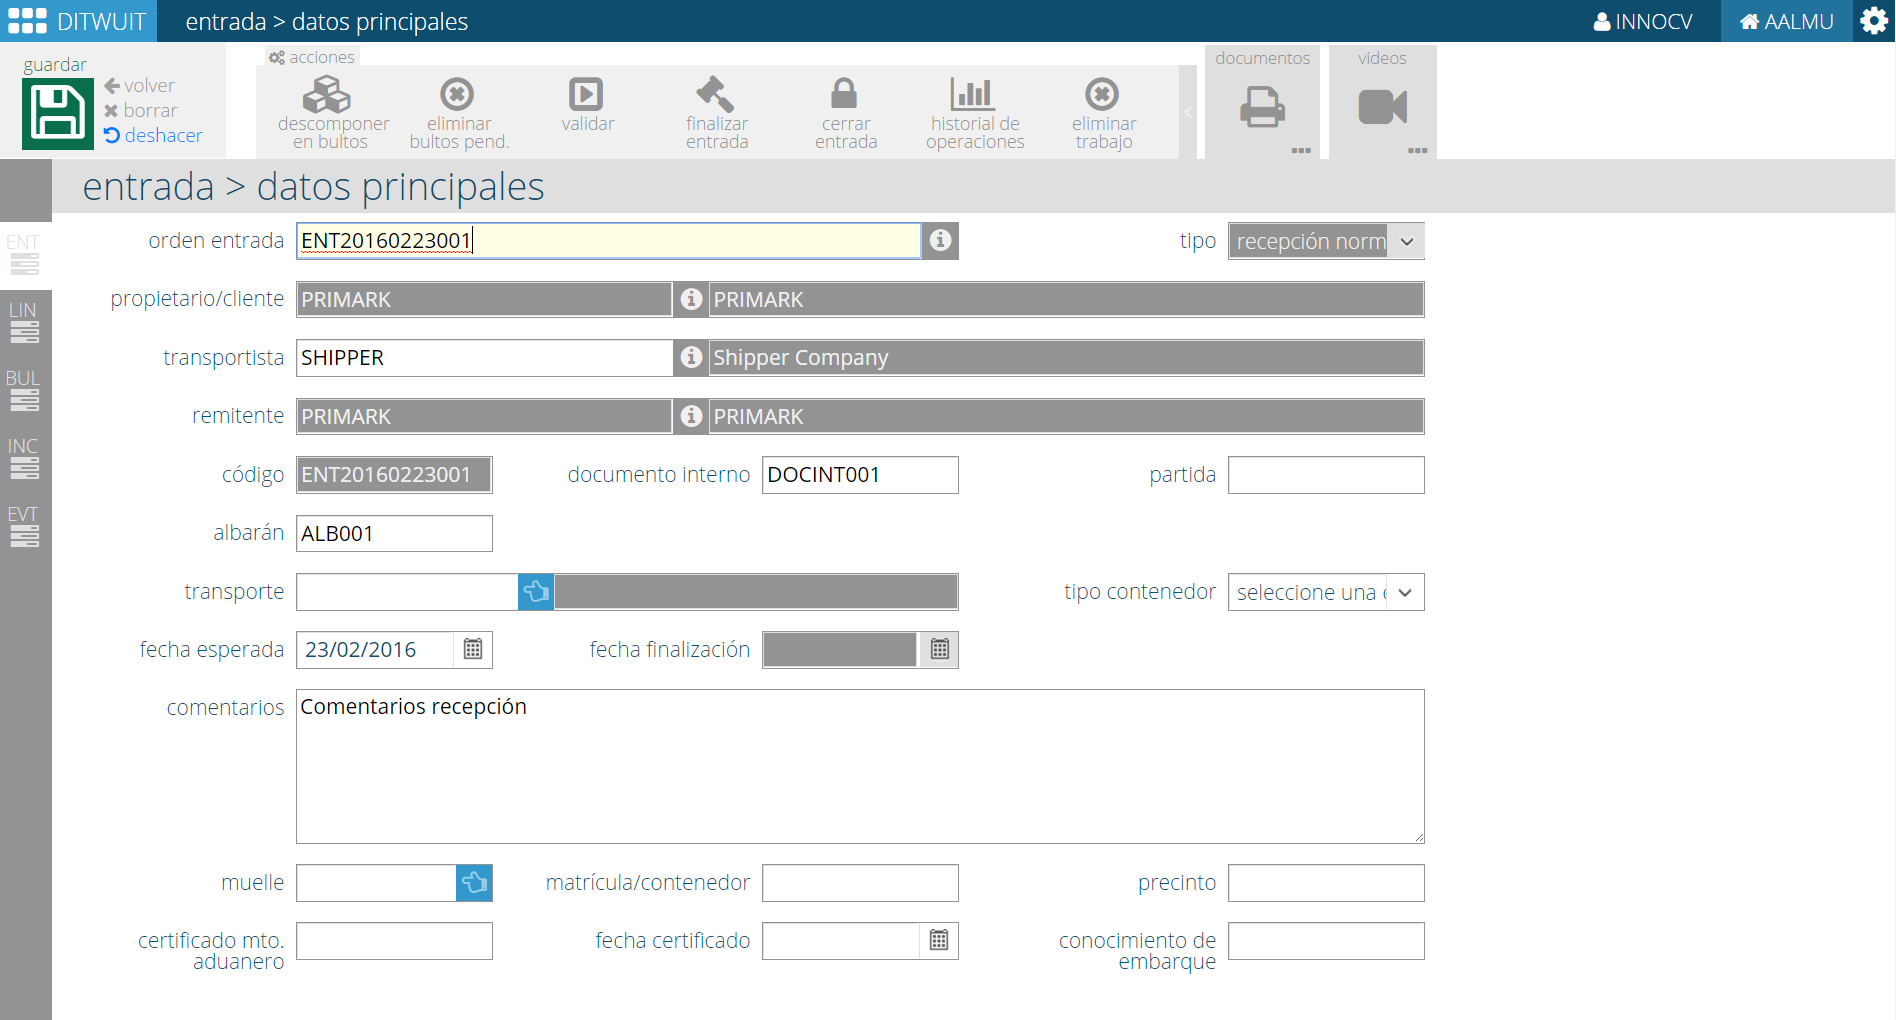 DITWUIT entrada > datos principales INNOCV AALMU
guardar
volver
borrar
deshacer
acciones
descomponer en bultos
eliminar bultos pend.
validar
finalizar entrada
cerrar entrada
historial de operaciones
eliminar trabajo
documentos
videos
entrada > datos principales
ENT
LIN
BUL
INC
EVT
orden entrada ENT20160223001 tipo recepción norm
propietario/cliente PRIMARK PRIMARK
transportista SHIPPER Shipper Company
remitente PRIMARK PRIMARK
código ENT20160223001 documento interno DOCINT001 partida
albarán ALB001
transporte tipo contenedor seleccione una
fecha esperada 23/02/2016 fecha finalización
comentarios Comentarios recepción
muelle matrícula/contenedor precinto
certificado mto. aduanero fecha certificado conocimiento de embarque